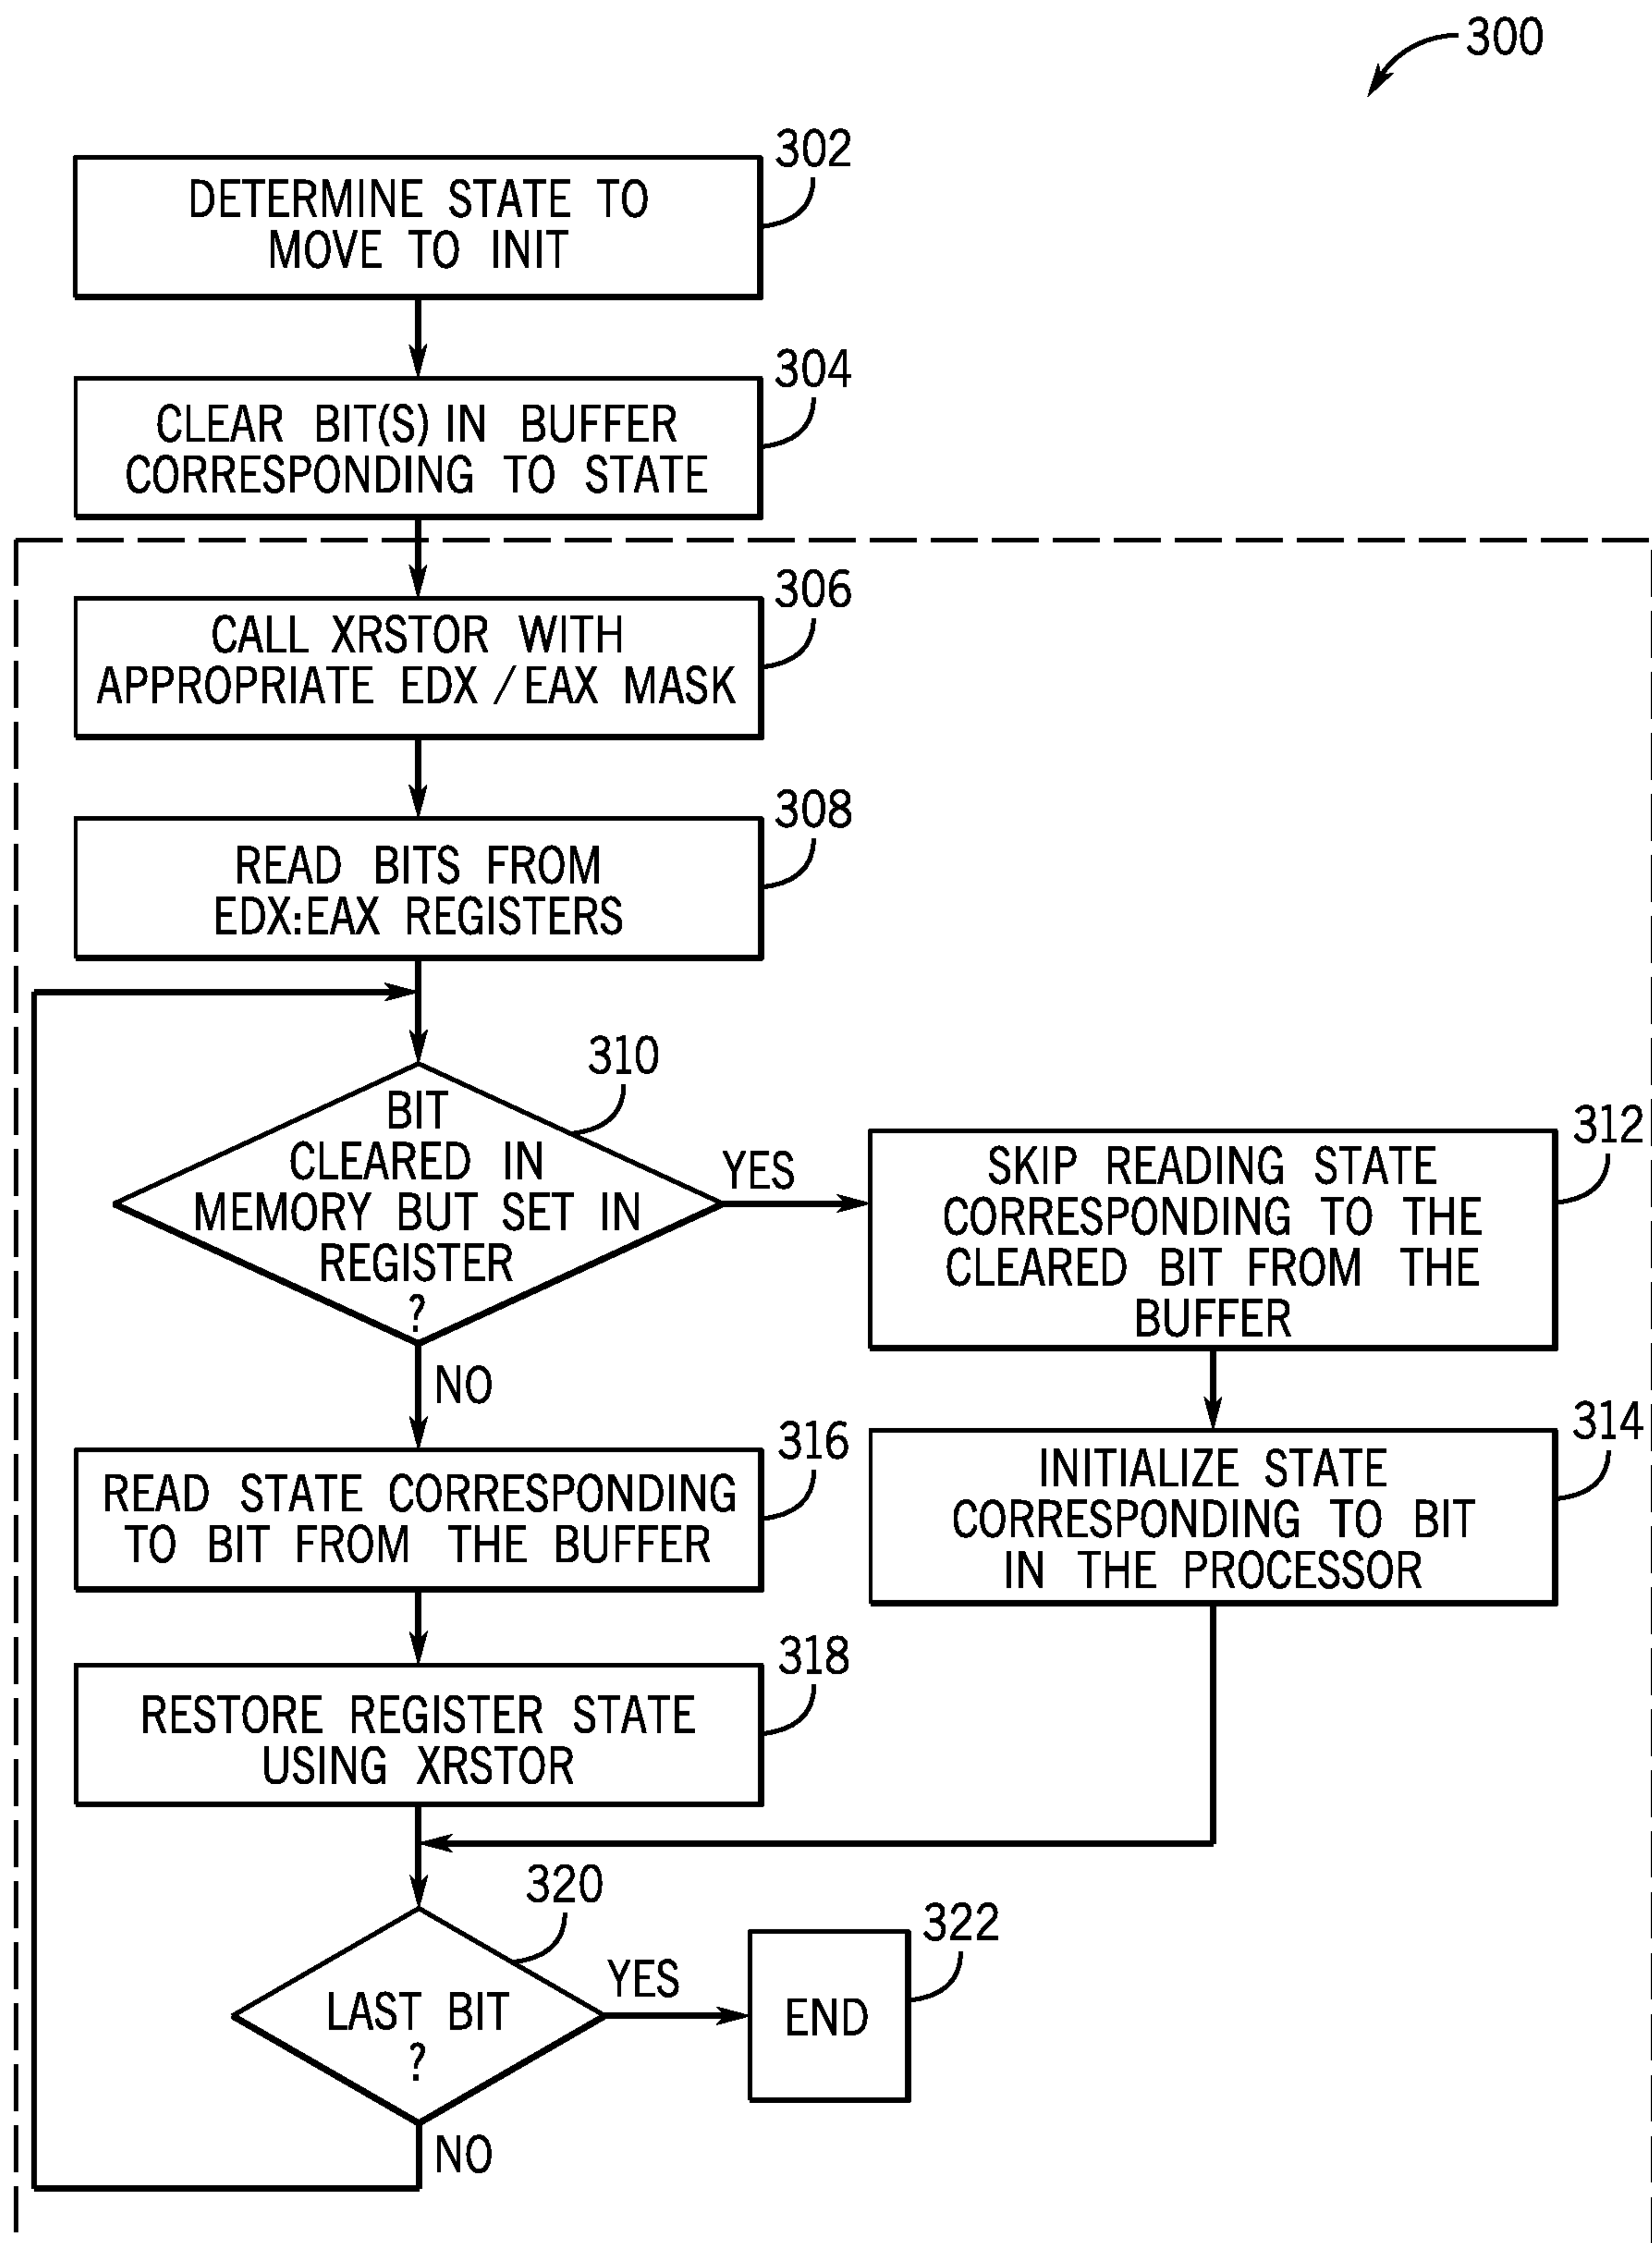 300
302
DETERMINE STATE TO
MOVE TO INIT
304
CLEAR BIT(S) IN BUFFER
CORRESPONDING TO STATE
306
CALL XRSTOR WITH
APPROPRIATE EDX / EAX MASK
308
READ BITS FROM
EDX:EAX REGISTERS
310
BIT
CLEARED IN
MEMORY BUT SET IN
REGISTER
?
YES
NO
312
SKIP READING STATE
CORRESPONDING TO THE
CLEARED BIT FROM THE
BUFFER
314
INITIALIZE STATE
CORRESPONDING TO BIT
IN THE PROCESSOR
316
READ STATE CORRESPONDING
TO BIT FROM THE BUFFER
318
RESTORE REGISTER STATE
USING XRSTOR
320
LAST BIT
?
YES
NO
322
END